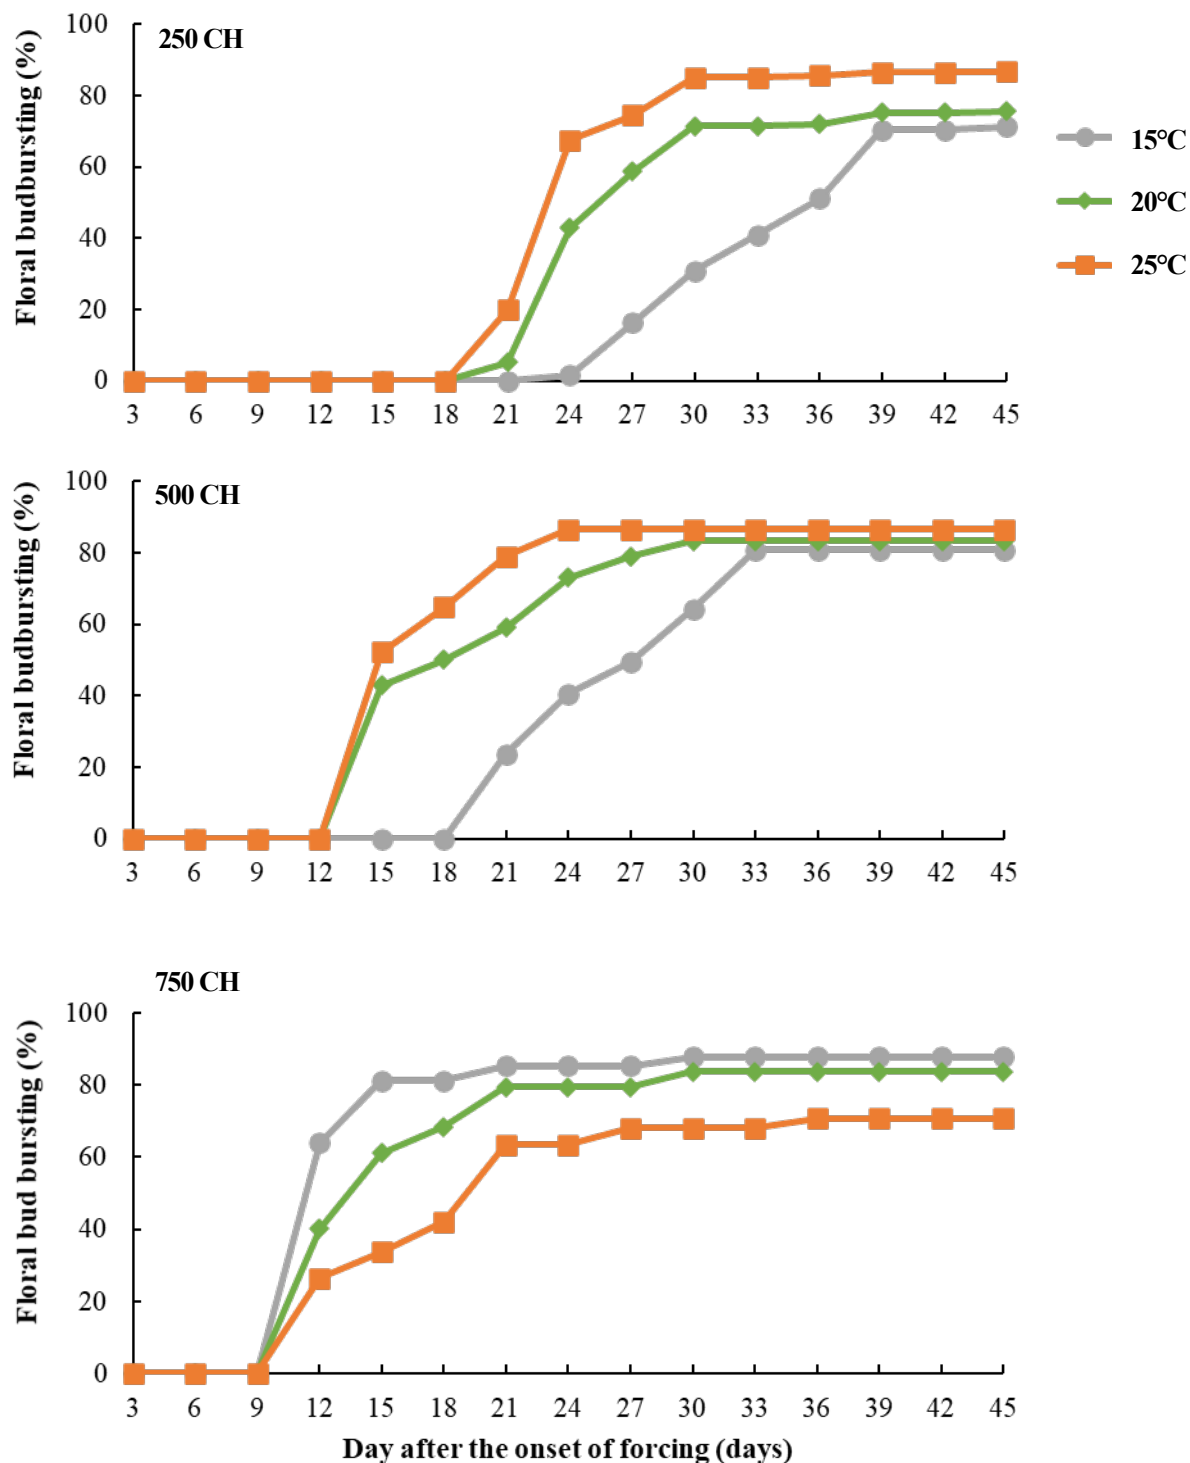 250 CH
Floral budbursting (%)
100
80
60
40
20
0
3 6 9 12 15 18 21 24 27 30 33 36 39 42 45
15°C
20°C
25°C
500 CH
Floral budbursting (%)
100
80
60
40
20
0
3 6 9 12 15 18 21 24 27 30 33 36 39 42 45
750 CH
Floral bud bursting (%)
100
80
60
40
20
0
3 6 9 12 15 18 21 24 27 30 33 36 39 42 45
Day after the onset of forcing (days)